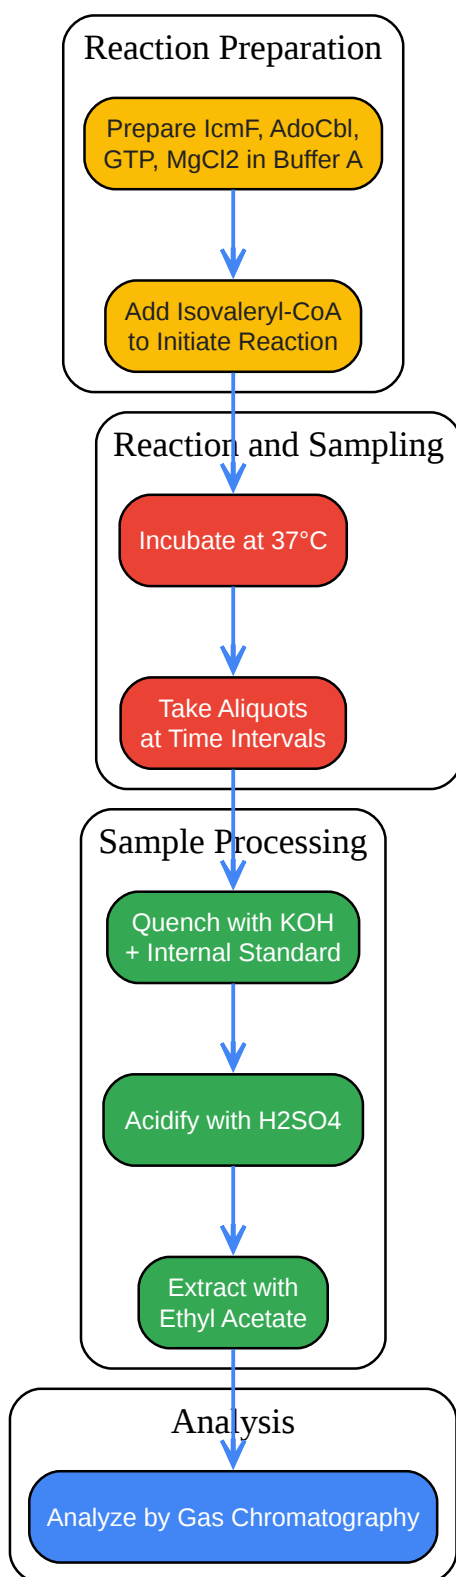 Reaction Preparation
Prepare IcmF, AdoCbl,
GTP, MgCl2 in Buffer A
Add Isovaleryl-CoA
to Initiate Reaction
Reaction and Sampling
Incubate at 37°C
Take Aliquots
at Time Intervals
Sample Processing
Quench with KOH
+ Internal Standard
Acidify with H2SO4
Extract with
Ethyl Acetate
Analysis
Analyze by Gas Chromatography